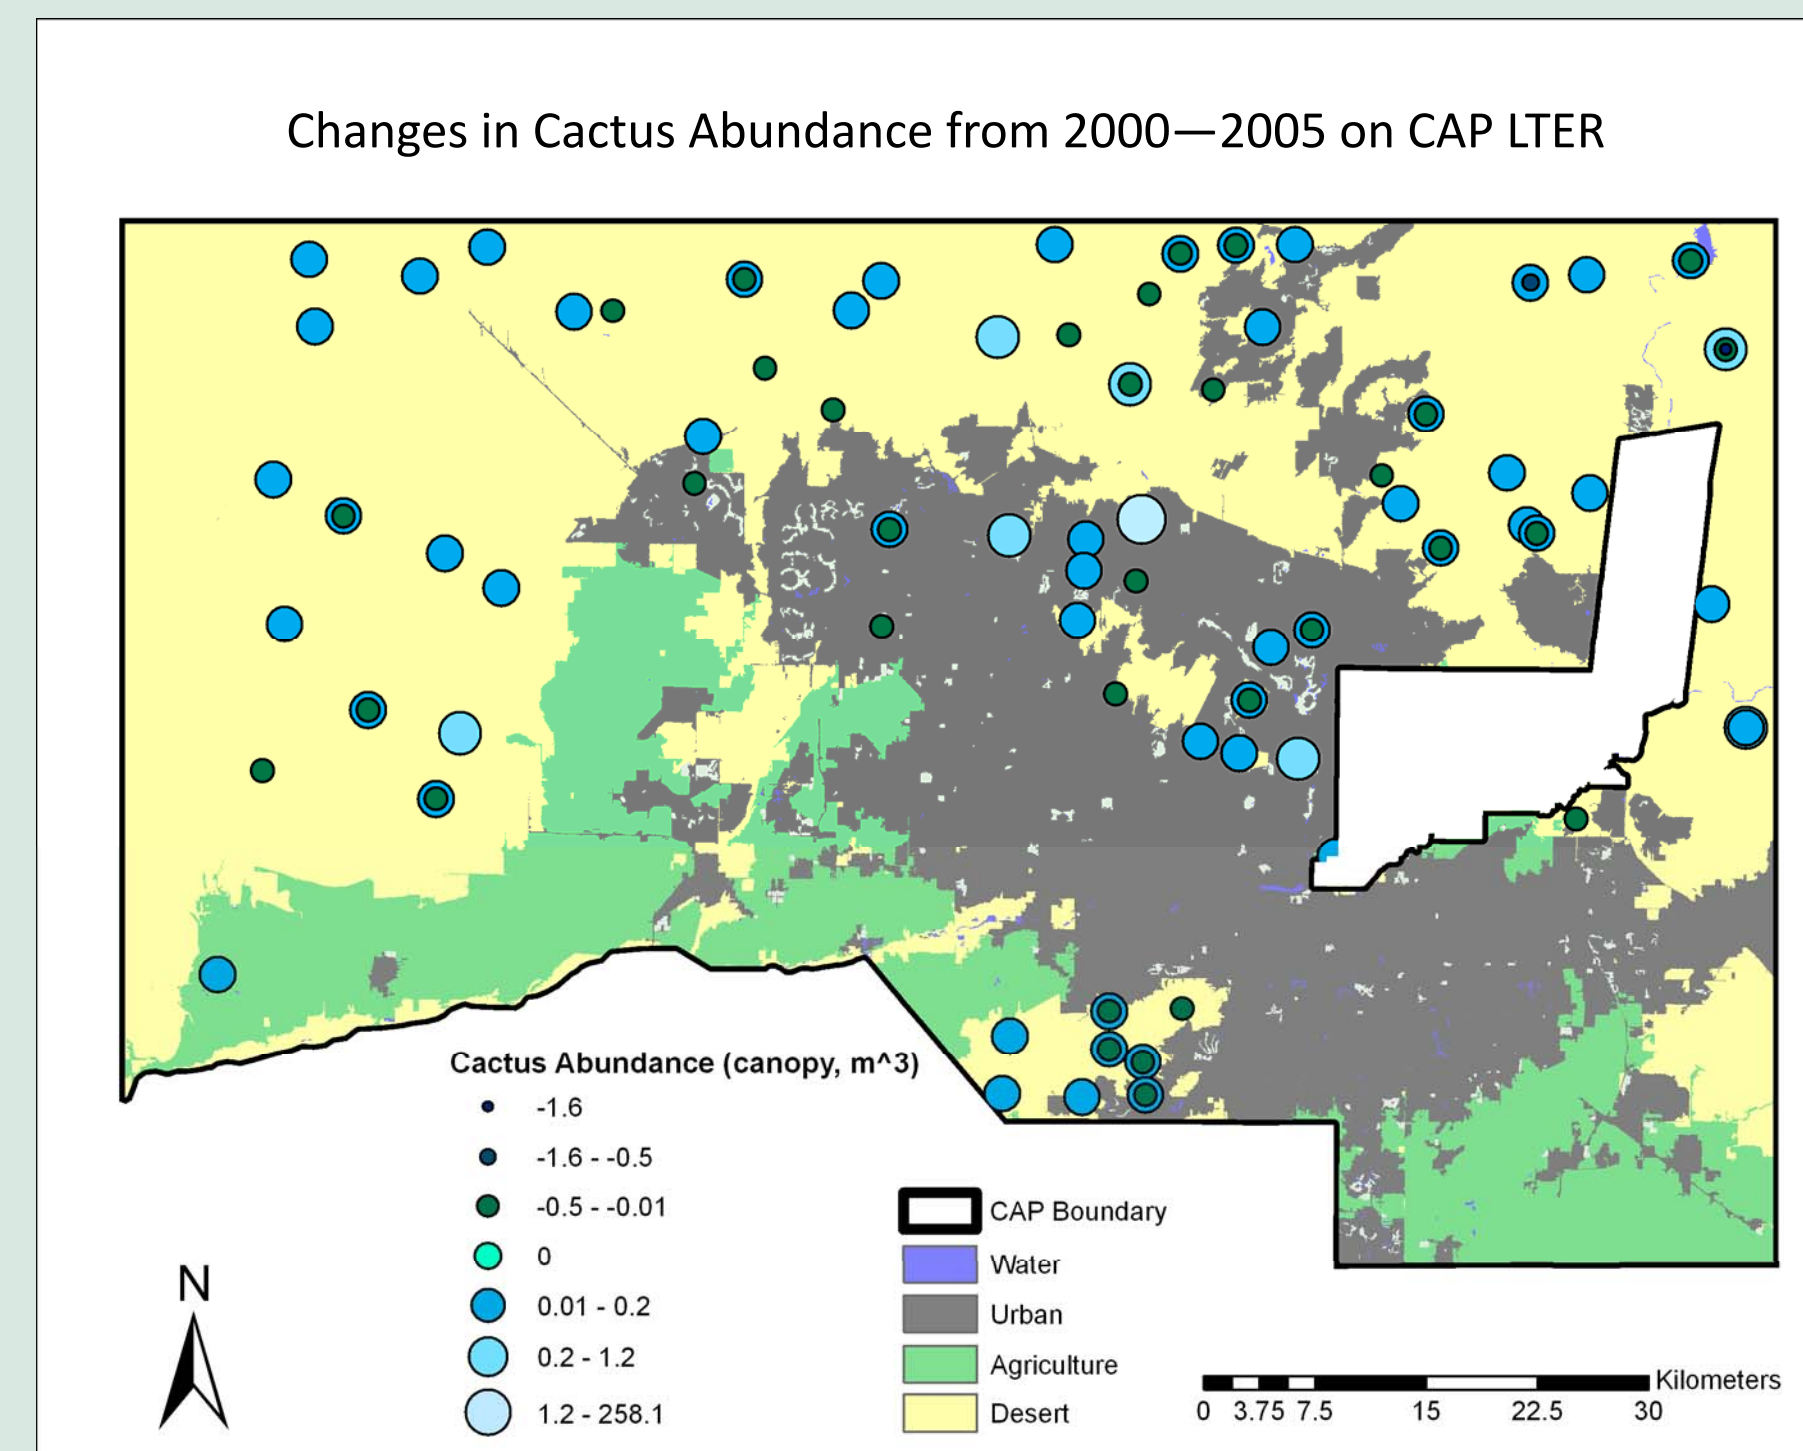 Changes in Cactus Abundance from 2000—2005 on CAP LTER
Cactus Abundance (canopy, m^3)
-1.6
-1.6 - -0.5
-0.5 - -0.01
0
0.01 - 0.2
0.2 - 1.2
1.2 - 258.1
CAP Boundary
Water
Urban
Agriculture
Desert
N
Kilometers
0 3.75 7.5 15 22.5 30